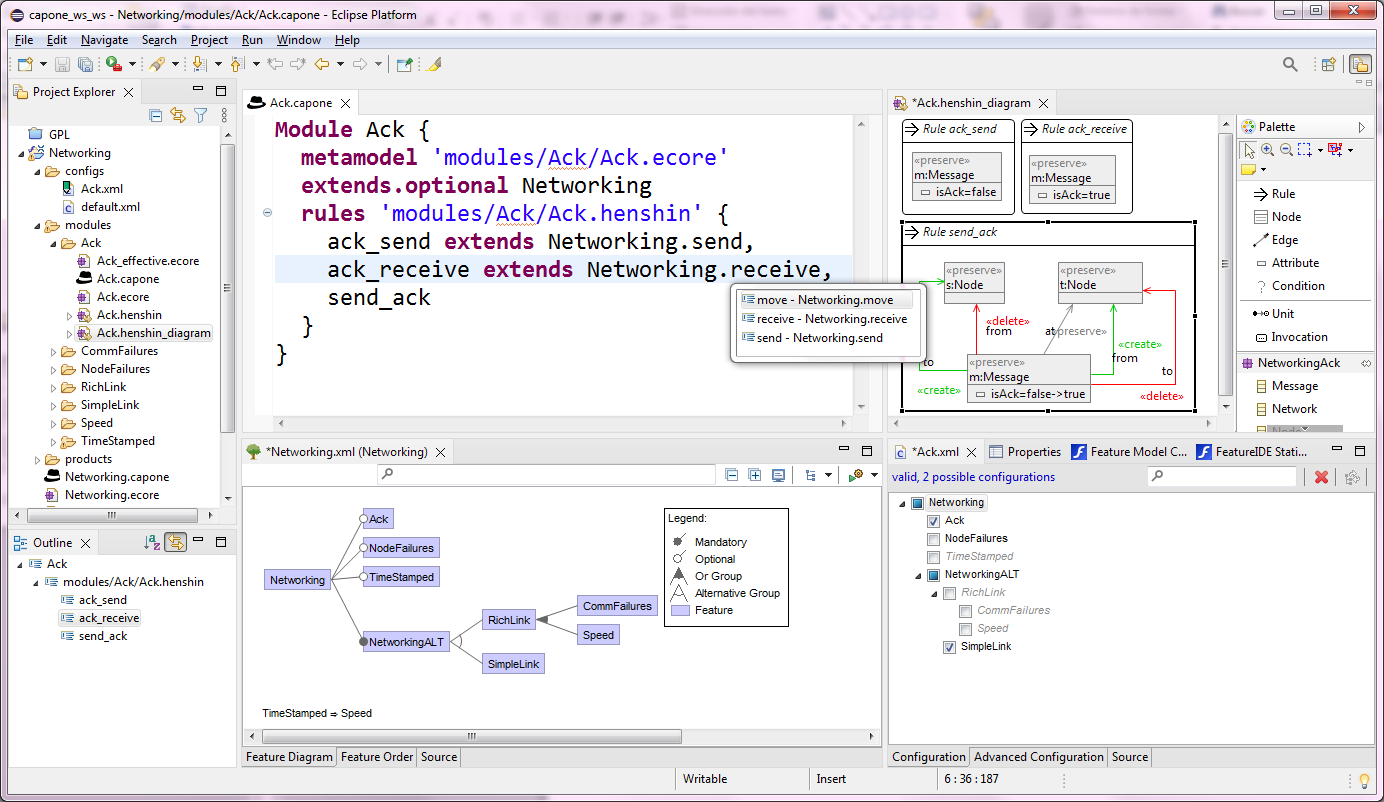 capone_ws_ws - Networking/modules/Ack/Ack.capone - Eclipse Platform
File Edit Navigate Search Project Run Window Help
Project Explorer
GPL
Networking
configs
Ack.xml
default.xml
modules
Ack
Ack_effective.ecore
Ack.capone
Ack.ecore
Ack.henshin
Ack.henshin_diagram
CommFailures
NodeFailures
RichLink
SimpleLink
Speed
TimeStamped
products
Networking.capone
Networking.ecore
Outline
Ack
modules/Ack/Ack.henshin
ack_send
ack_receive
send_ack
Ack.capone
Module Ack {
metamodel 'modules/Ack/Ack.ecore'
extends.optional Networking
rules 'modules/Ack/Ack.henshin' {
ack_send extends Networking.send,
ack_receive extends Networking.receive,
send_ack
}
}
move - Networking.move
receive - Networking.receive
send - Networking.send
*Ack.henshin_diagram
Rule ack_send
«preserve»
m:Message
isAck=false
Rule ack_receive
«preserve»
m:Message
isAck=true
Rule send_ack
«preserve»
s:Node
«preserve»
t:Node
«delete»
from
at
«preserve»
«create»
from
to
to
«preserve»
m:Message
isAck=false->true
«create»
«delete»
Palette
Rule
Node
Edge
Attribute
Condition
Unit
Invocation
NetworkingAck
Message
Network
Node
*Networking.xml (Networking)
Ack
NodeFailures
Networking
TimeStamped
NetworkingALT
RichLink
SimpleLink
CommFailures
Speed
Legend:
Mandatory
Optional
Or Group
Alternative Group
Feature
TimeStamped ⇒ Speed
Feature Diagram Feature Order Source
*Ack.xml Properties Feature Model C... FeatureIDE Stati...
valid, 2 possible configurations
Networking
Ack
NodeFailures
TimeStamped
NetworkingALT
RichLink
CommFailures
Speed
SimpleLink
Configuration Advanced Configuration Source
Writable Insert 6 : 36 : 187